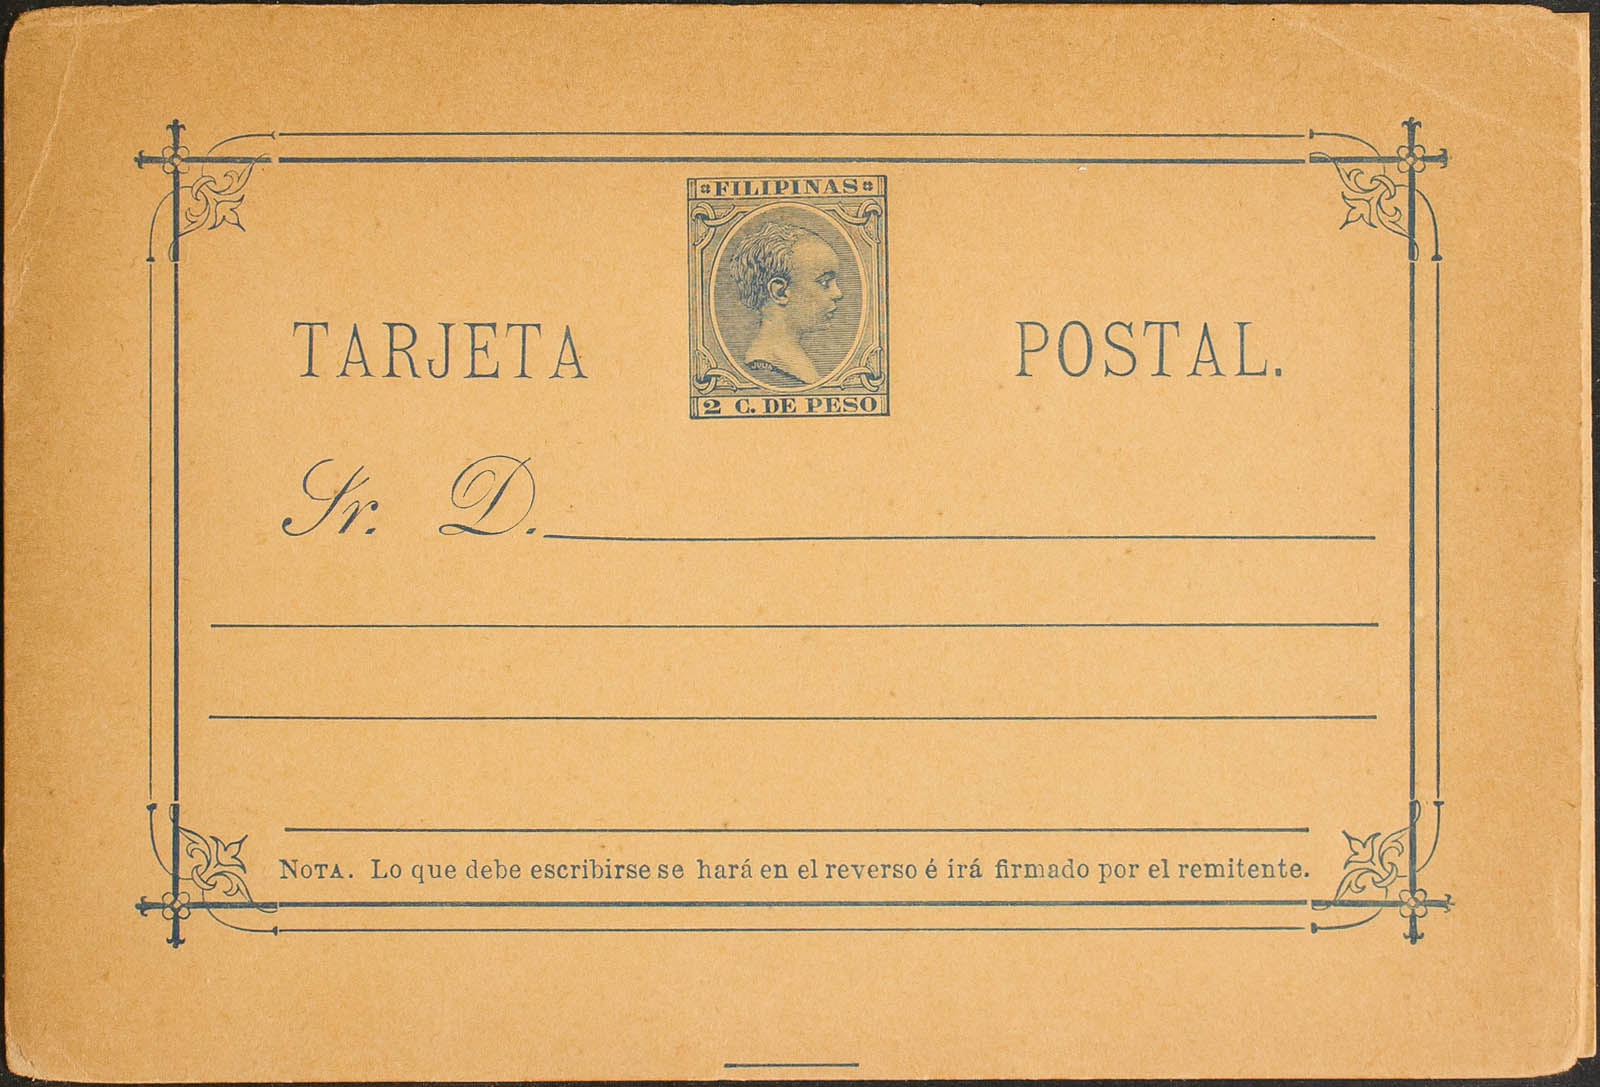 FILIPINAS
TARJETA POSTAL.
JULIA
2 C. DE PESO
Sr. D.
NOTA. Lo que debe escribirse se hará en el reverso é irá firmado por el remitente.